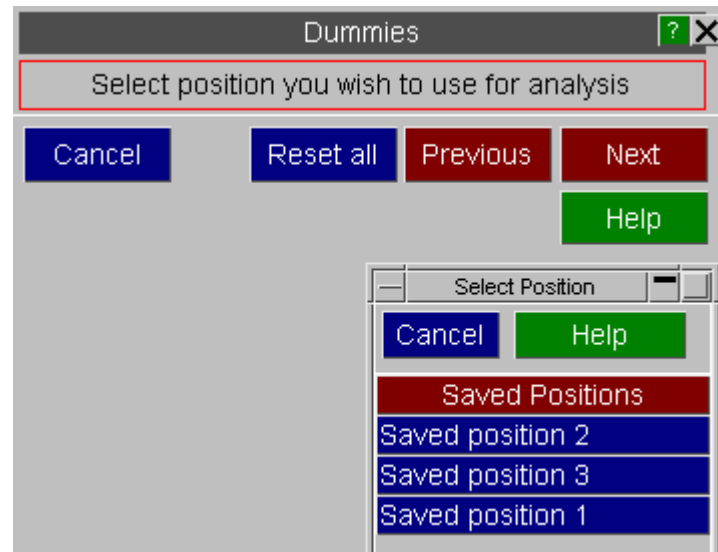 Dummies ?
Select position you wish to use for analysis
Cancel Reset all Previous Next
Help
Select Position
Cancel Help
Saved Positions
Saved position 2
Saved position 3
Saved position 1